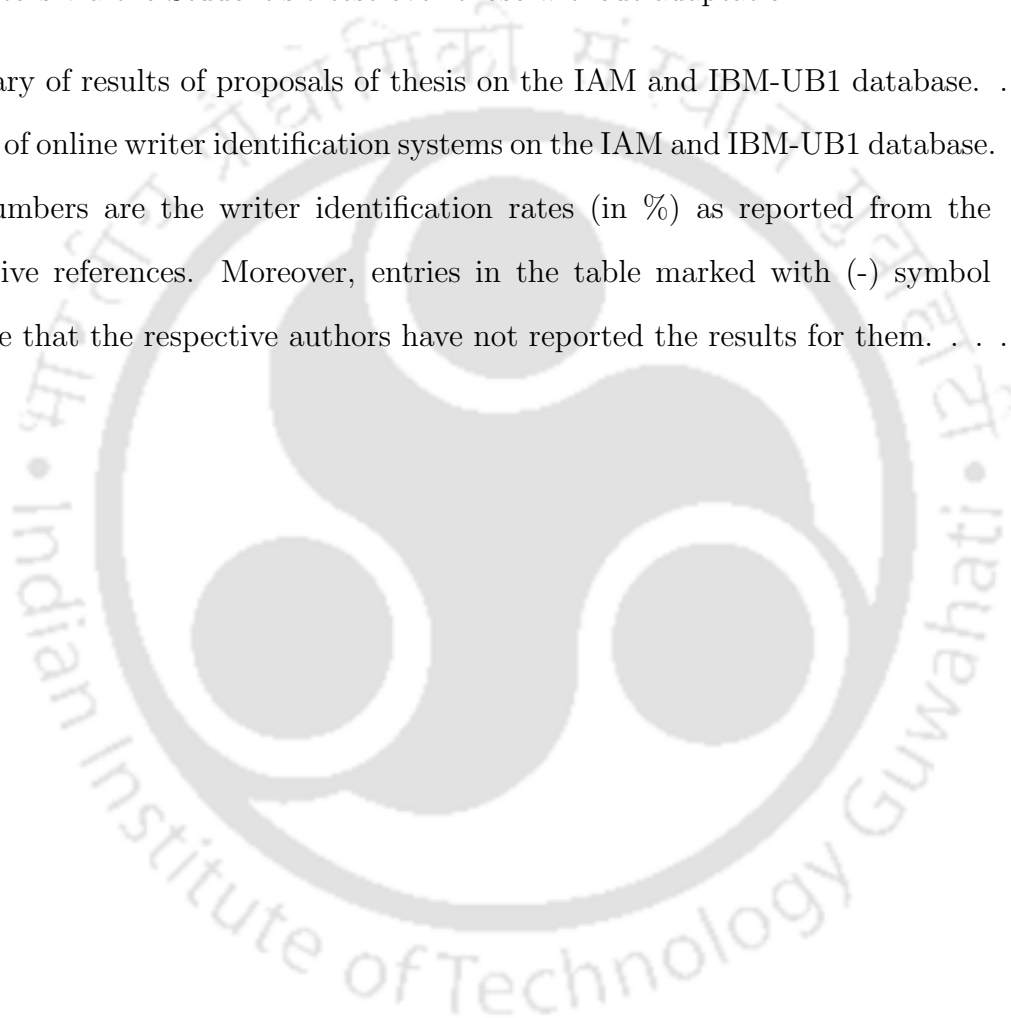 ary of results of proposals of thesis on the IAM and IBM-UB1 database. .
of online writer identification systems on the IAM and IBM-UB1 database.
umbers are the writer identification rates (in %) as reported from the
ive references. Moreover, entries in the table marked with (-) symbol
e that the respective authors have not reported the results for them. . . .
भारतीय प्रौद्योगिकी संस्थान गुवाहाटी
Indian Institute of Technology Guwahati